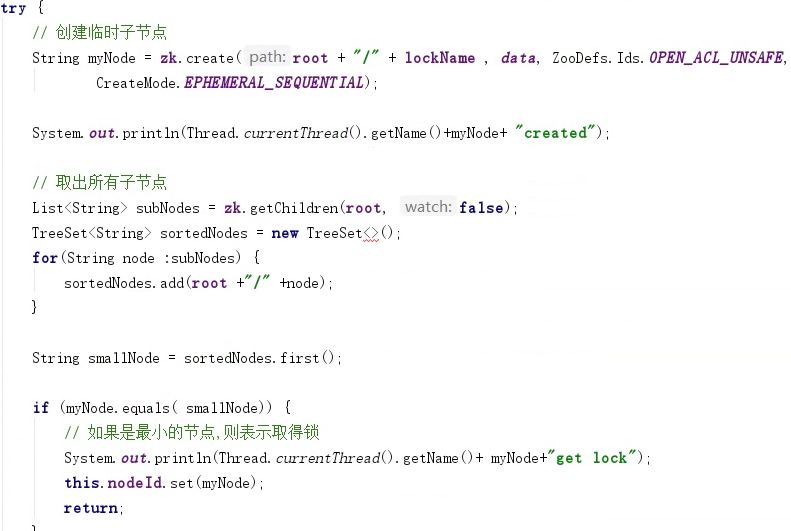 try {
// 创建临时子节点
String myNode = zk.create( path: root + "/" + lockName , data, ZooDefs.Ids.OPEN_ACL_UNSAFE,
CreateMode.EPHEMERAL_SEQUENTIAL);
System.out.println(Thread.currentThread().getName()+myNode+ "created");
// 取出所有子节点
List<String> subNodes = zk.getChildren(root, watch: false);
TreeSet<String> sortedNodes = new TreeSet<>();
for(String node :subNodes) {
sortedNodes.add(root +"/" +node);
}
String smallNode = sortedNodes.first();
if (myNode.equals( smallNode)) {
// 如果是最小的节点,则表示取得锁
System.out.println(Thread.currentThread().getName()+ myNode+"get lock");
this.nodeId.set(myNode);
return;
}